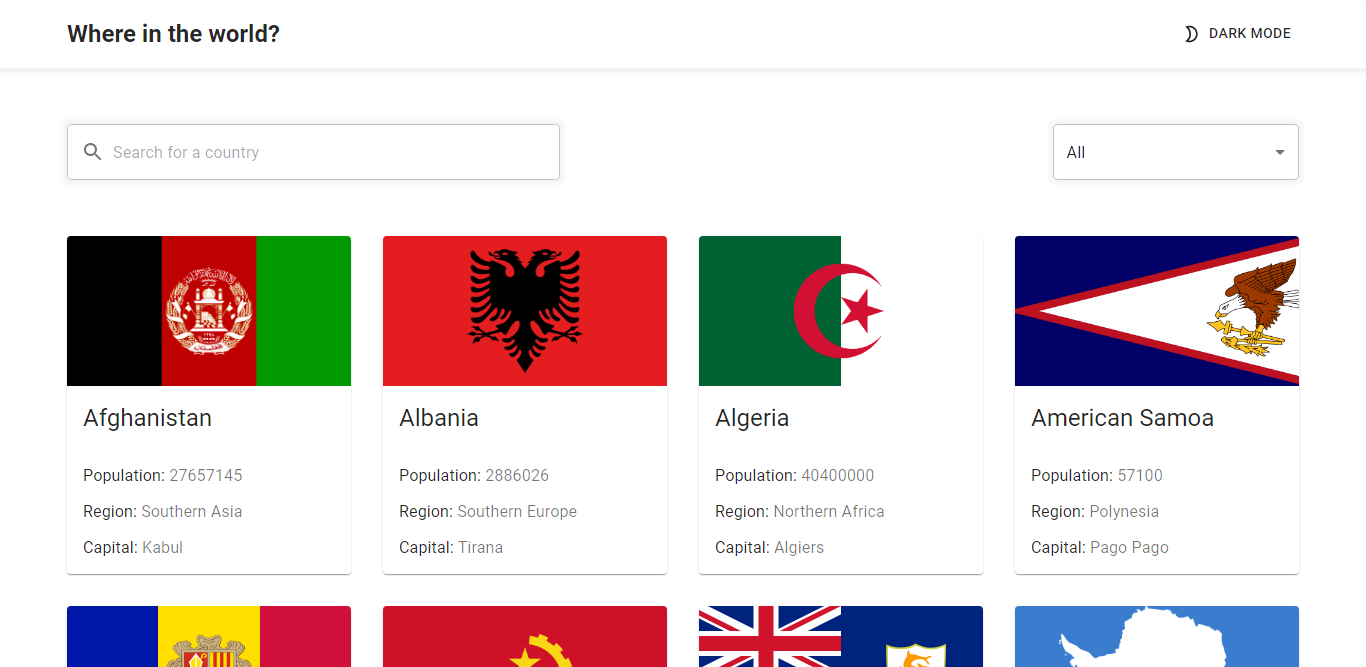 Where in the world?
DARK MODE
Search for a country
All
Afghanistan
Population: 27657145
Region: Southern Asia
Capital: Kabul
Albania
Population: 2886026
Region: Southern Europe
Capital: Tirana
Algeria
Population: 40400000
Region: Northern Africa
Capital: Algiers
American Samoa
Population: 57100
Region: Polynesia
Capital: Pago Pago